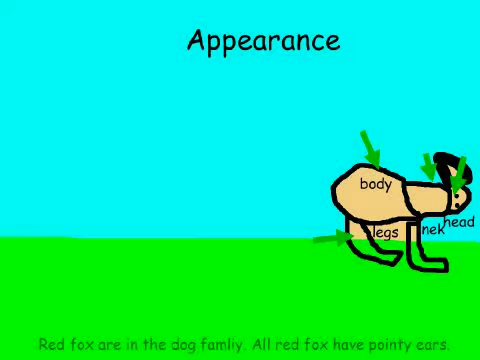 Appearance
body
head
nek
legs
Red fox are in the dog famliy. All red fox have pointy ears.